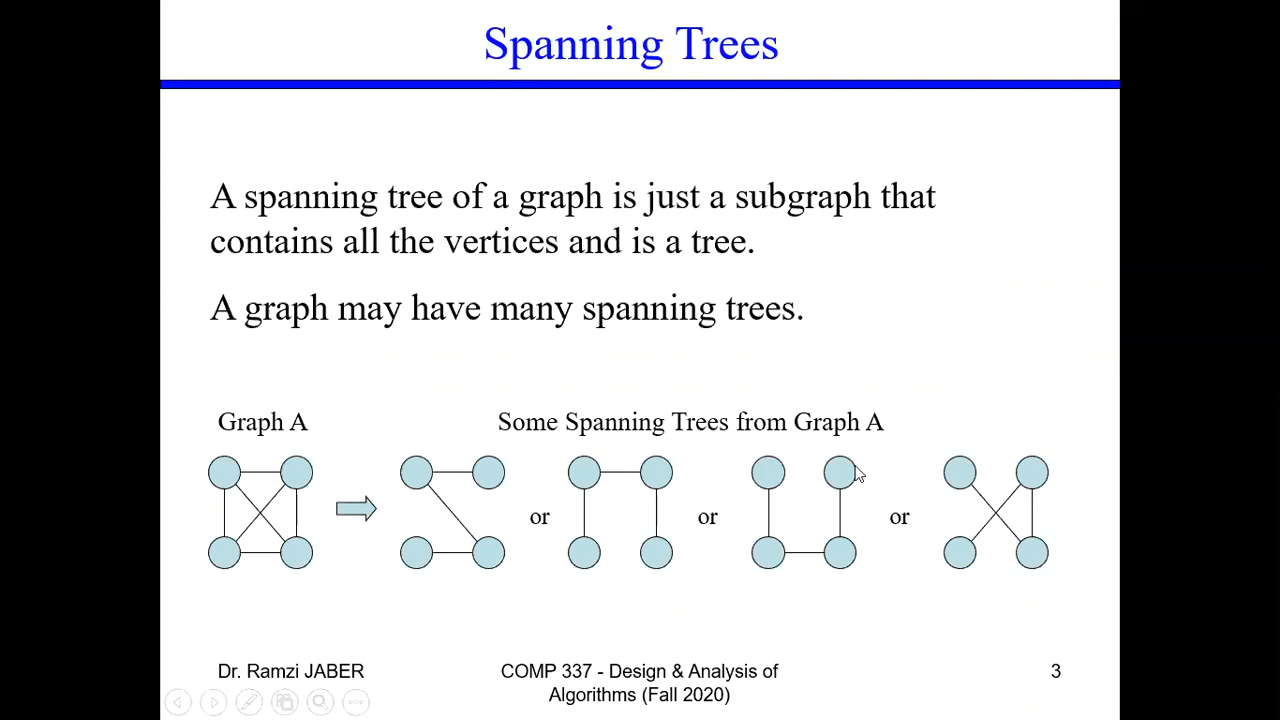 Spanning Trees
A spanning tree of a graph is just a subgraph that
contains all the vertices and is a tree.
A graph may have many spanning trees.
Graph A
Some Spanning Trees from Graph A
or
or
or
Dr. Ramzi JABER
COMP 337 - Design & Analysis of
Algorithms (Fall 2020)
3